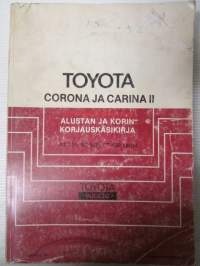 TOYOTA
CORONA JA CARINA II
ALUSTAN JA KORIN
KORJAUSKÄSIKIRJA
TOYOTA